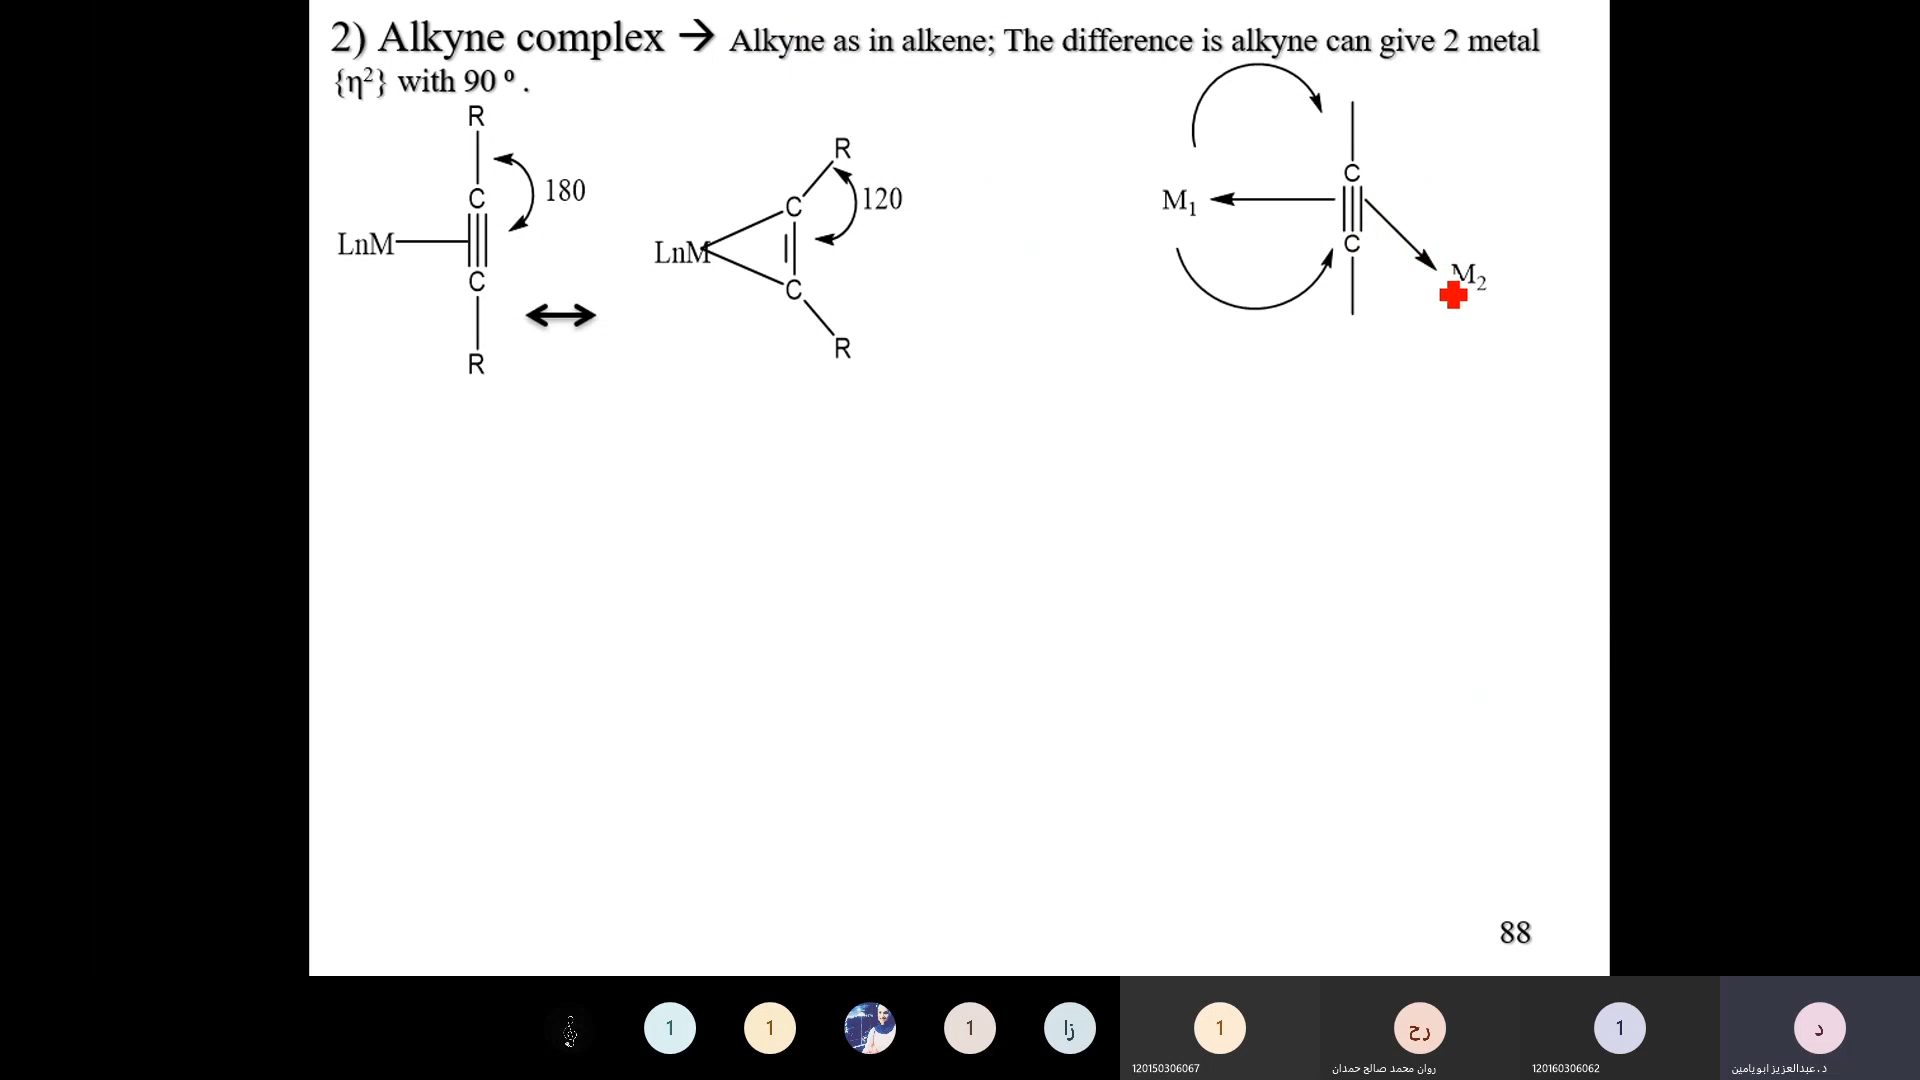 2) Alkyne complex → Alkyne as in alkene; The difference is alkyne can give 2 metal
{η²} with 90 º .
R
C
180
LnM
C
R
R
C
120
LnM
C
R
C
M₁
C
M₂
88
1
1
1
زا
1
رح
1
د
120150306067
روان محمد صالح حمدان
120160306062
د.عبدالعزيز ابويامين